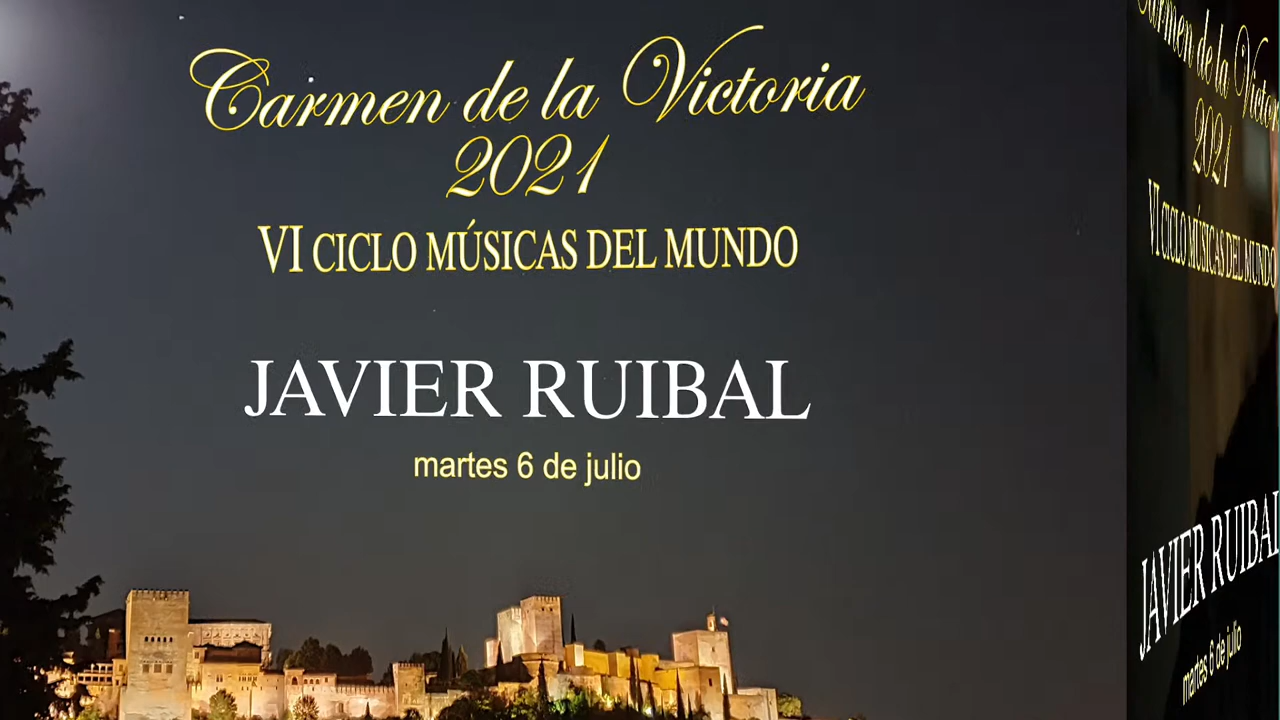 Carmen de la Victoria
2021
VI CICLO MÚSICAS DEL MUNDO
JAVIER RUIBAL
martes 6 de julio
Carmen de la Victor
2021
VI CICLO MÚSICAS DEL MUNDO
JAVIER RUIBAL
martes 6 de julio